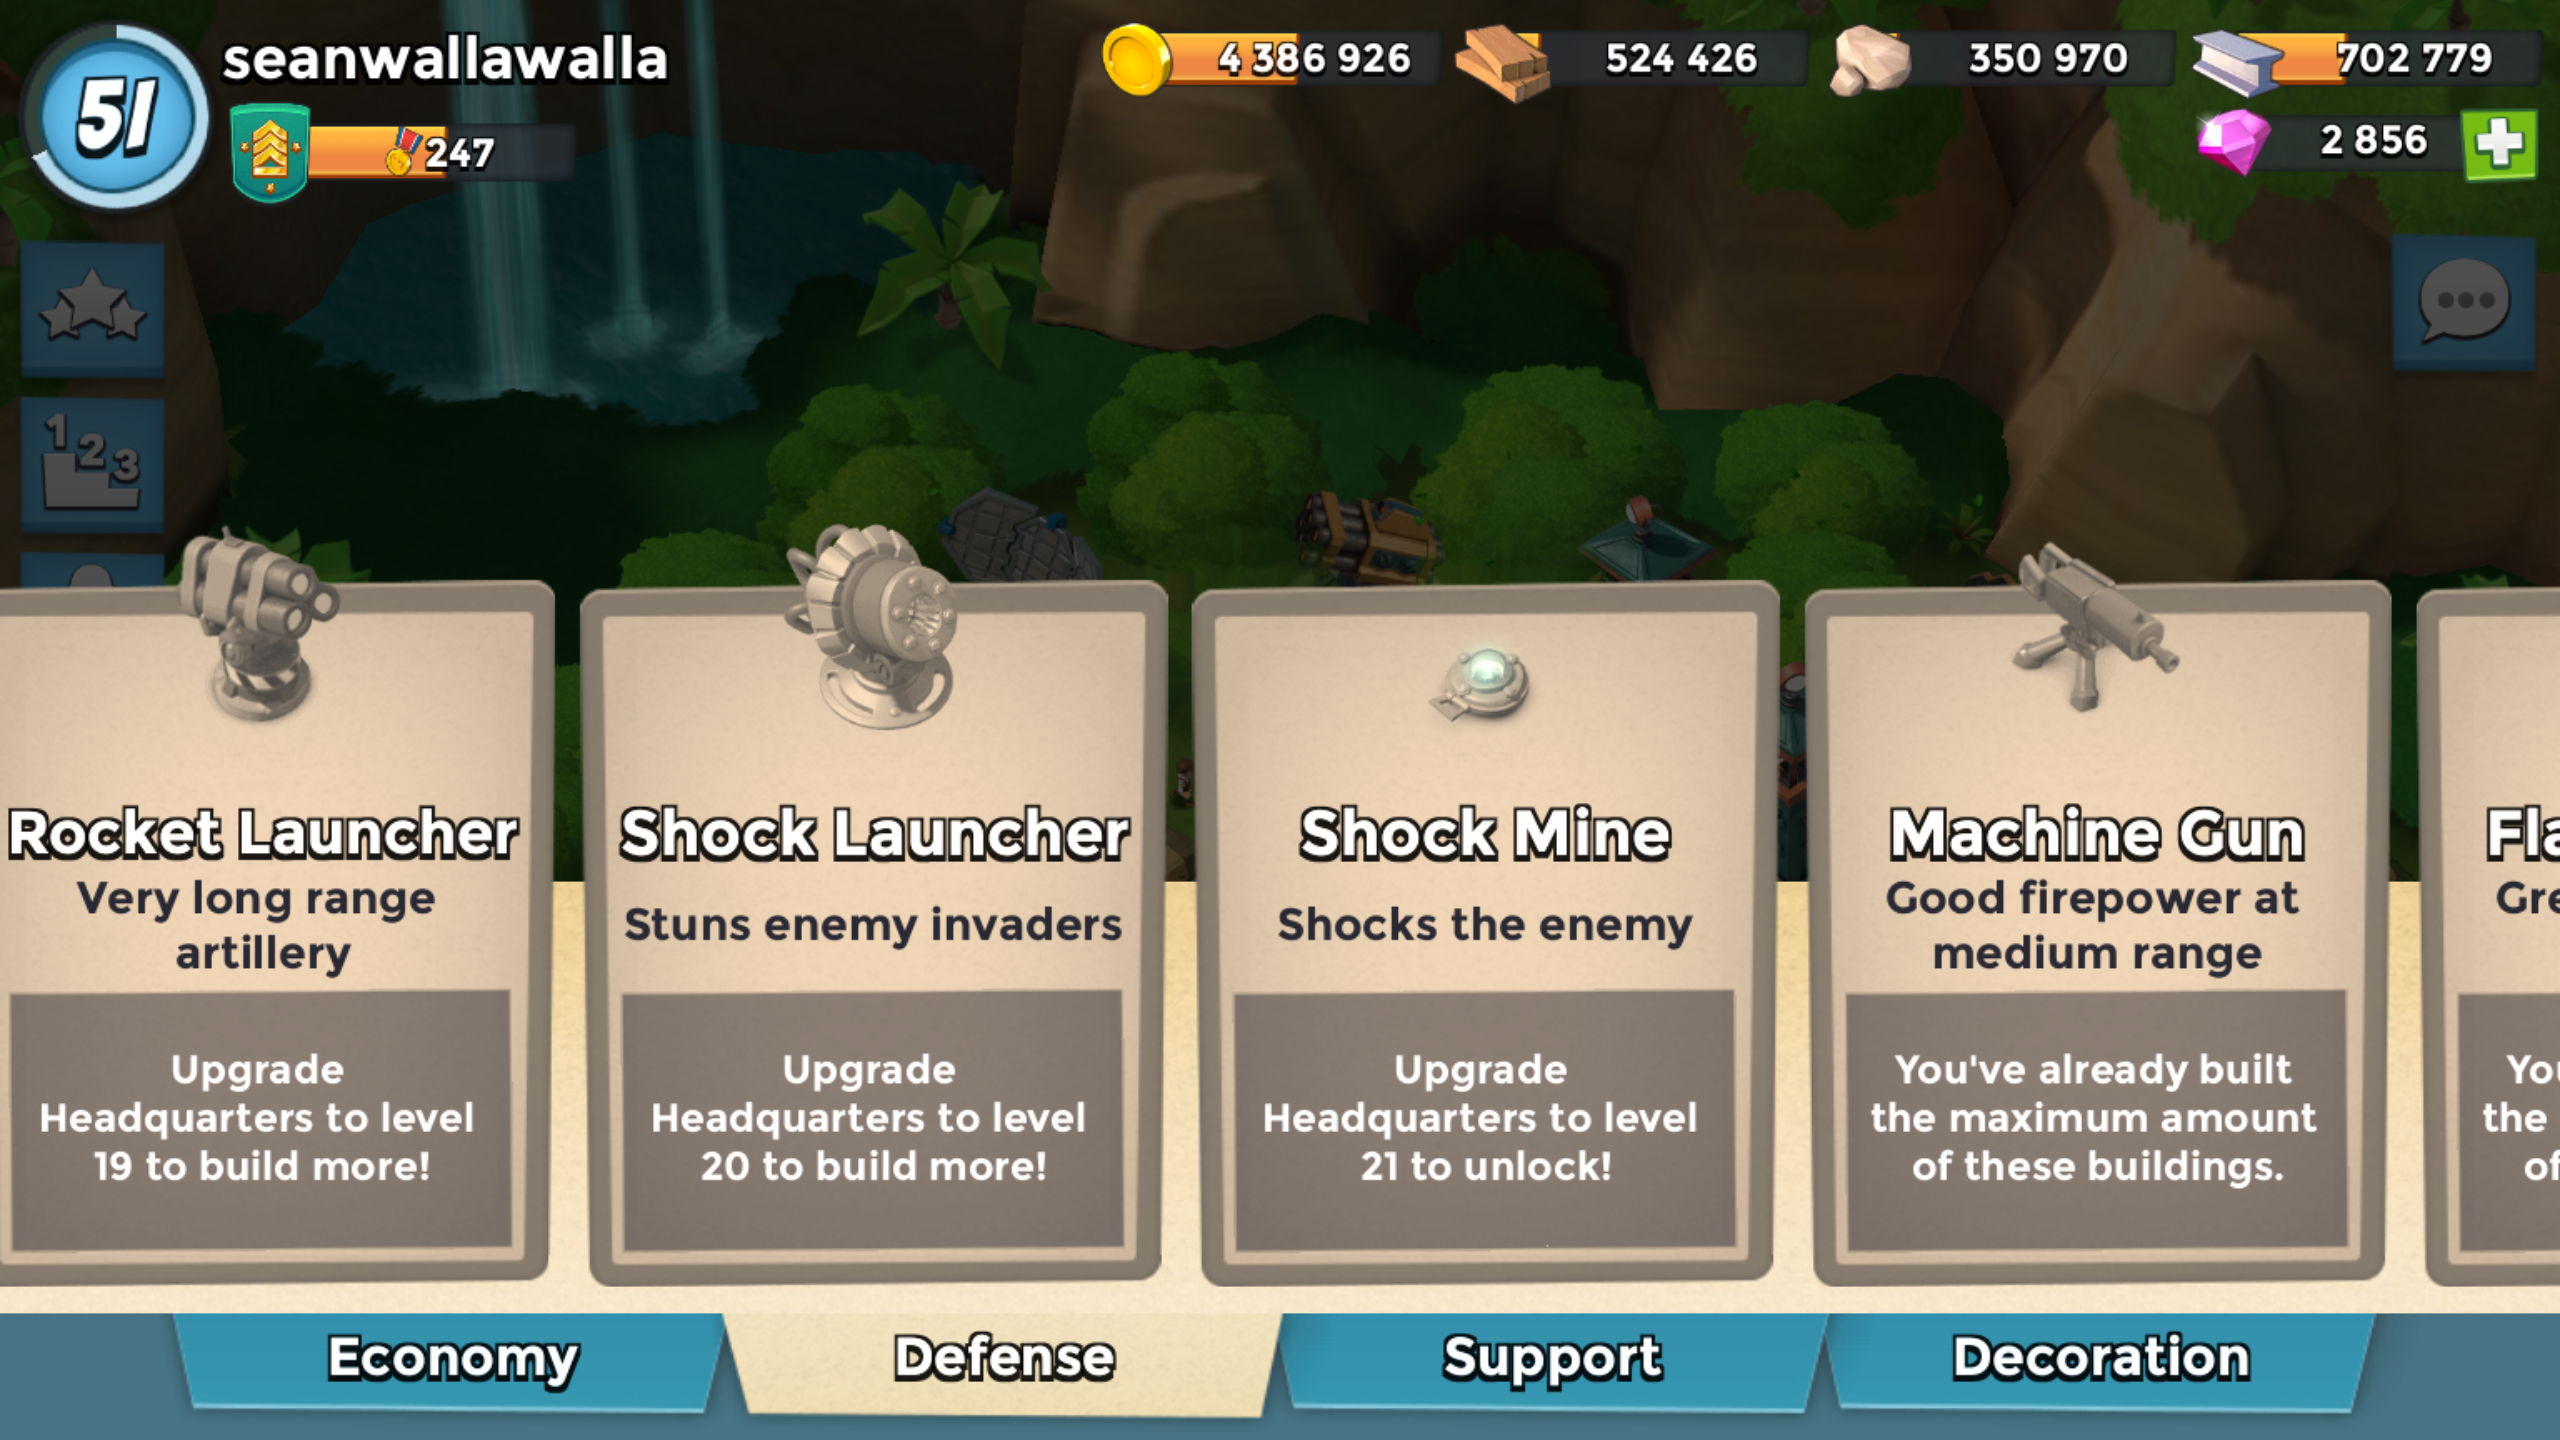 51
seanwallawalla
247
4 386 926
524 426
350 970
702 779
2 856
1 2 3
Rocket Launcher
Very long range
artillery
Upgrade
Headquarters to level
19 to build more!
Shock Launcher
Stuns enemy invaders
Upgrade
Headquarters to level
20 to build more!
Shock Mine
Shocks the enemy
Upgrade
Headquarters to level
21 to unlock!
Machine Gun
Good firepower at
medium range
You've already built
the maximum amount
of these buildings.
the
Economy
Defense
Support
Decoration